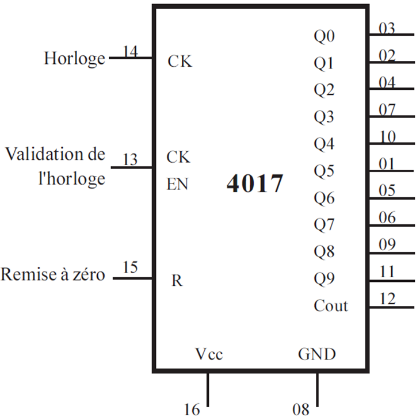 Horloge 14 CK
Validation de l'horloge 13 CK EN
Remise à zéro 15 R
4017
Q0 03
Q1 02
Q2 04
Q3 07
Q4 10
Q5 01
Q6 05
Q7 06
Q8 09
Q9 11
Cout 12
Vcc GND
16 08